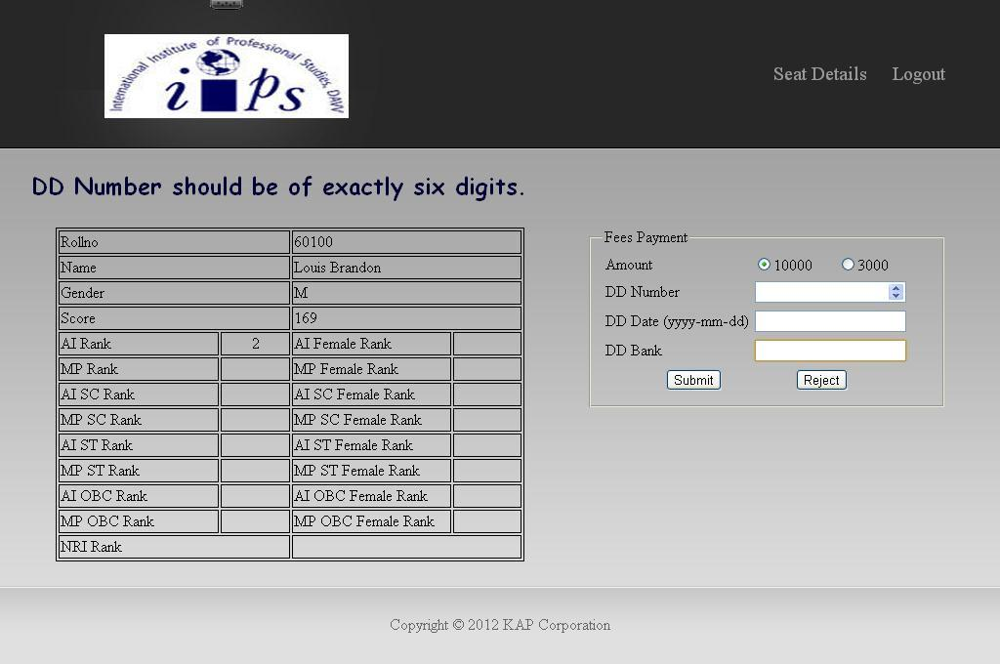 International Institute of Professional Studies, DAVV
i ps
Seat Details Logout
DD Number should be of exactly six digits.
Rollno 60100
Name Louis Brandon
Gender M
Score 169
AI Rank 2 AI Female Rank
MP Rank MP Female Rank
AI SC Rank AI SC Female Rank
MP SC Rank MP SC Female Rank
AI ST Rank AI ST Female Rank
MP ST Rank MP ST Female Rank
AI OBC Rank AI OBC Female Rank
MP OBC Rank MP OBC Female Rank
NRI Rank
Fees Payment
Amount 10000 3000
DD Number
DD Date (yyyy-mm-dd)
DD Bank
Submit Reject
Copyright © 2012 KAP Corporation